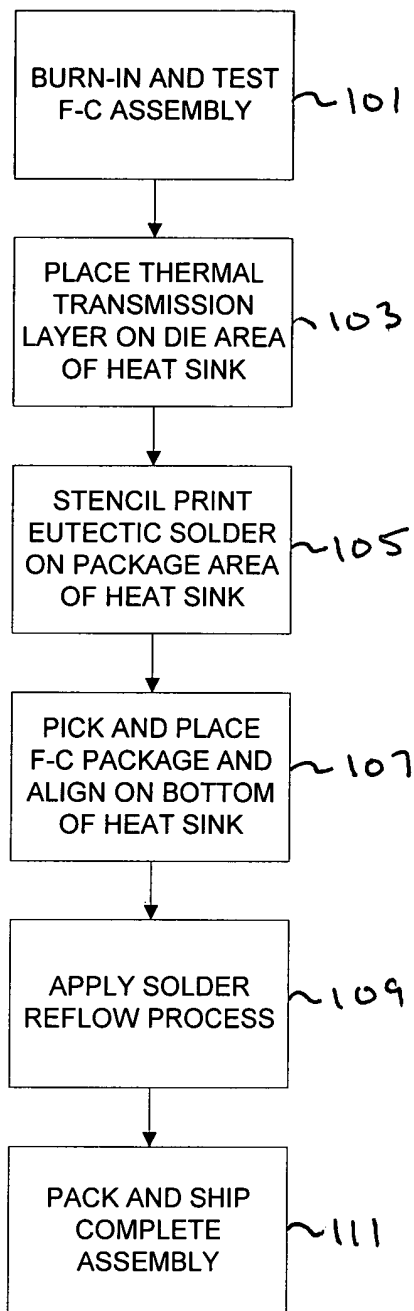 BURN-IN AND TEST
F-C ASSEMBLY
101
PLACE THERMAL
TRANSMISSION
LAYER ON DIE AREA
OF HEAT SINK
103
STENCIL PRINT
EUTECTIC SOLDER
ON PACKAGE AREA
OF HEAT SINK
105
PICK AND PLACE
F-C PACKAGE AND
ALIGN ON BOTTOM
OF HEAT SINK
107
APPLY SOLDER
REFLOW PROCESS
109
PACK AND SHIP
COMPLETE
ASSEMBLY
111